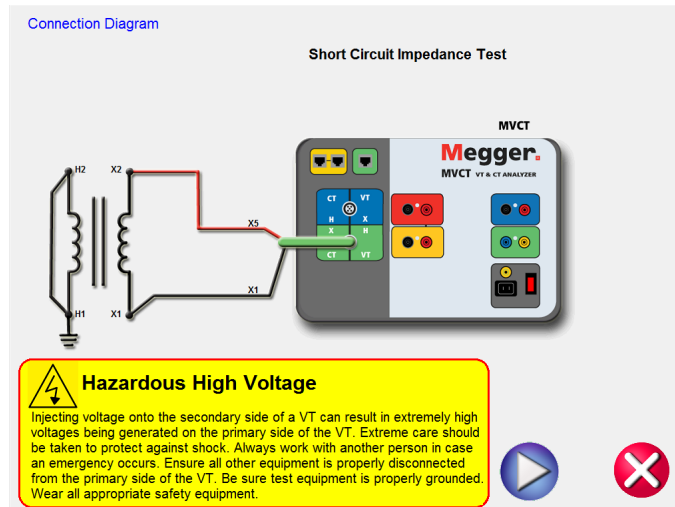 Connection Diagram
Short Circuit Impedance Test
MVCT
Megger.
MVCT VT & CT ANALYZER
H2 X2
CT VT
H X
X5
X H
CT VT
X1
H1 X1
Hazardous High Voltage
Injecting voltage onto the secondary side of a VT can result in extremely high
voltages being generated on the primary side of the VT. Extreme care should
be taken to protect against shock. Always work with another person in case
an emergency occurs. Ensure all other equipment is properly disconnected
from the primary side of the VT. Be sure test equipment is properly grounded.
Wear all appropriate safety equipment.